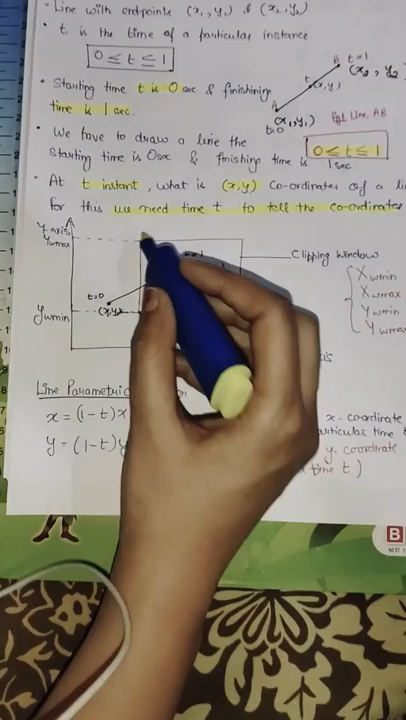 Line with endpoints (x₁,y₁) & (x₂,y₂)
• t is the time of a particular instance
0 ≤ t ≤ 1
B t=1
(x₂, y₂)
t
(x,y)
A
(x₁,y₁)
t=0
Line AB
• Starting time t is 0 sec & finishining
time is 1 sec.
• We have to draw a line the
starting time is 0sec & finishing time is 1 sec.
0 ≤ t ≤ 1
• At t instant, what is (x,y) co-ordinates of a
for this we need time t to tell the co-ordinates
y axis
ywmax
Clipping window
t=0
ywmin
xwmin
xwmax
ywmin
ywmax
Line Parametric
x = (1-t)x
y = (1-t)y
x-coordinate
particular time t
y-coordinate
time t)
B